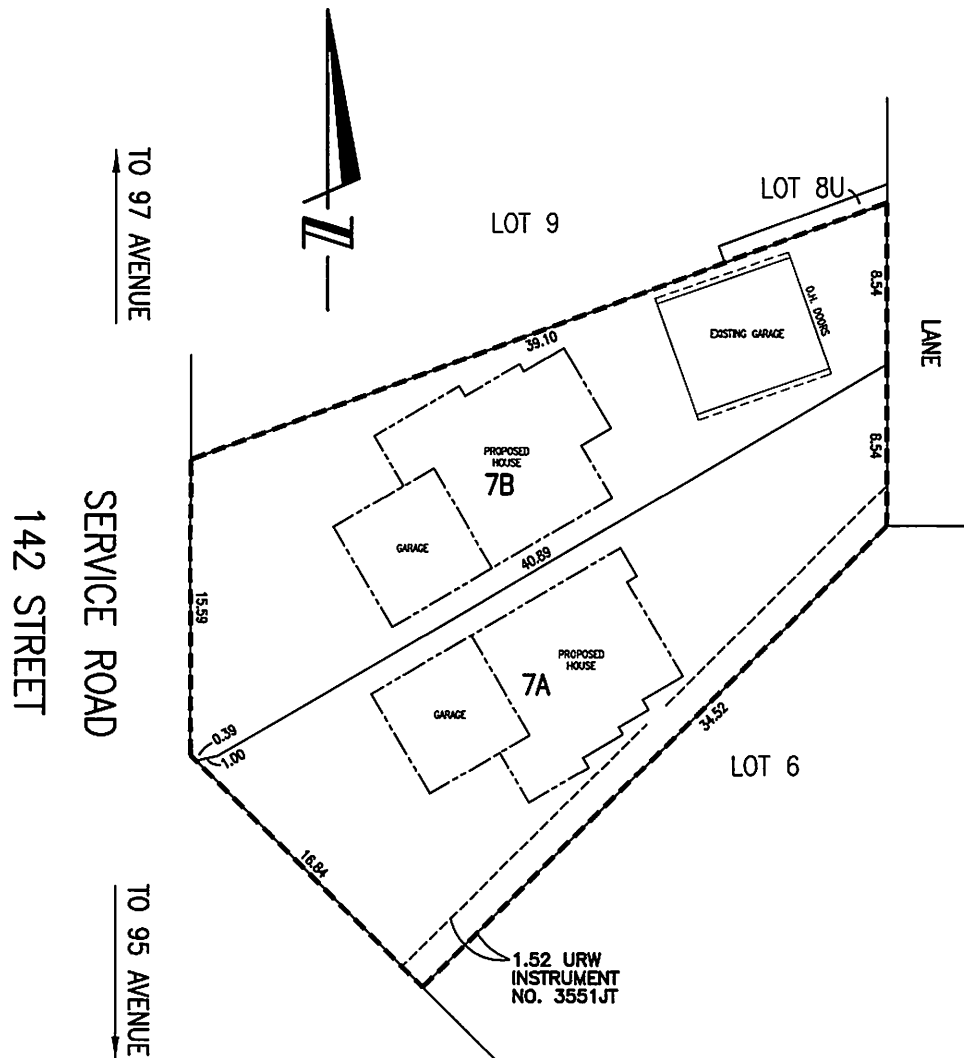 N
TO 97 AVENUE
LOT 9
LOT 8U
8.54
LANE
O.H. DOORS
EXISTING GARAGE
39.10
8.54
PROPOSED
HOUSE
7B
GARAGE
40.89
15.59
SERVICE ROAD
142 STREET
PROPOSED
HOUSE
7A
GARAGE
34.52
LOT 6
0.39
1.00
16.84
TO 95 AVENUE
1.52 URW
INSTRUMENT
NO. 3551JT